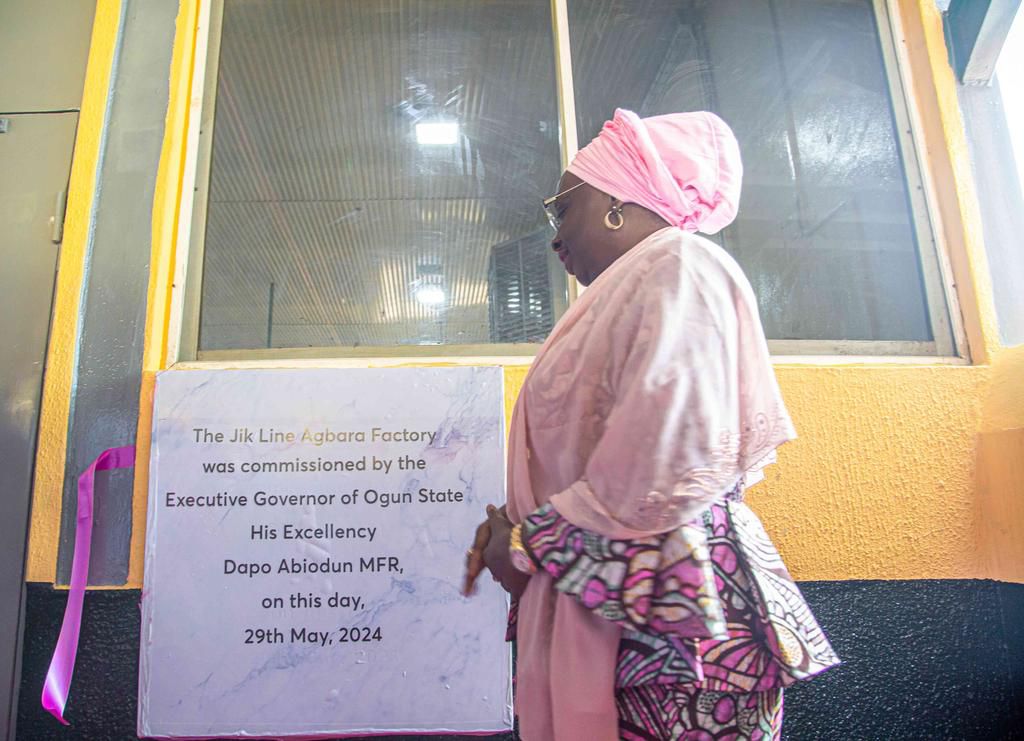 The Jik Line Agbara Factory
was commissioned by the
Executive Governor of Ogun State
His Excellency
Dapo Abiodun MFR,
on this day,
29th May, 2024